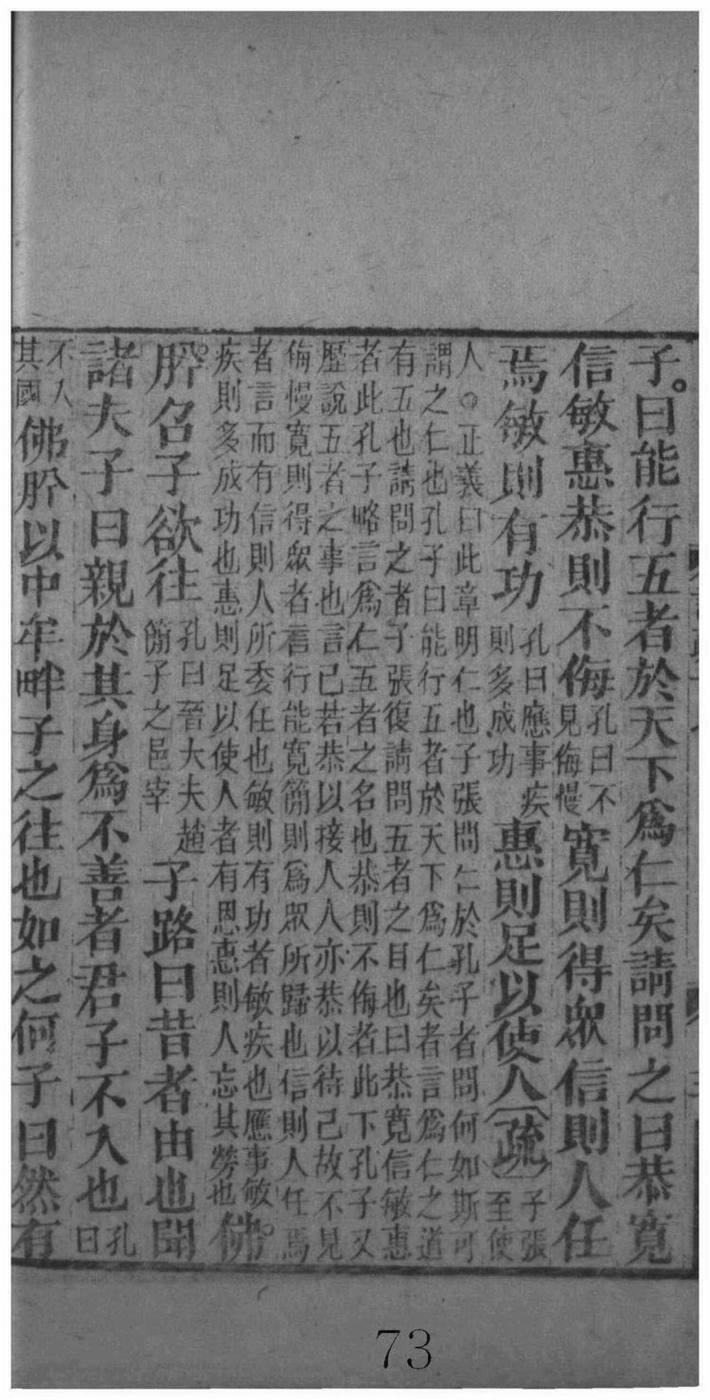 子。曰能行五者於天下爲仁矣請問之曰恭寬
信敏惠恭則不侮孔曰不見侮慢寬則得衆信則人任
焉敏則有功孔曰應事疾則多成功惠則足以使人〔疏〕子張至使
人○正義曰此章明仁也子張問仁於孔子者問何如斯可
謂之仁也孔子曰能行五者於天下爲仁矣者言爲仁之道
有五也請問之者子張復請問五者之目也曰恭寬信敏惠
者此孔子略言爲仁五者之名也恭則不侮者此下孔子又
歷說五者之事也言己若恭以接人人亦恭以待己故不見
侮慢寬則得衆者言行能寬簡則爲衆所歸也信則人任焉
者言而有信則人所委任也敏則有功者敏疾也應事敏
疾則多成功也惠則足以使人者有恩惠則人忘其勞也佛。
肸。召子欲往孔曰晉大夫趙簡子之邑宰子路曰昔者由也聞
諸夫子曰親於其身爲不善者君子不入也孔曰
不入其國佛肸以中牟畔子之往也如之何子曰然有
73